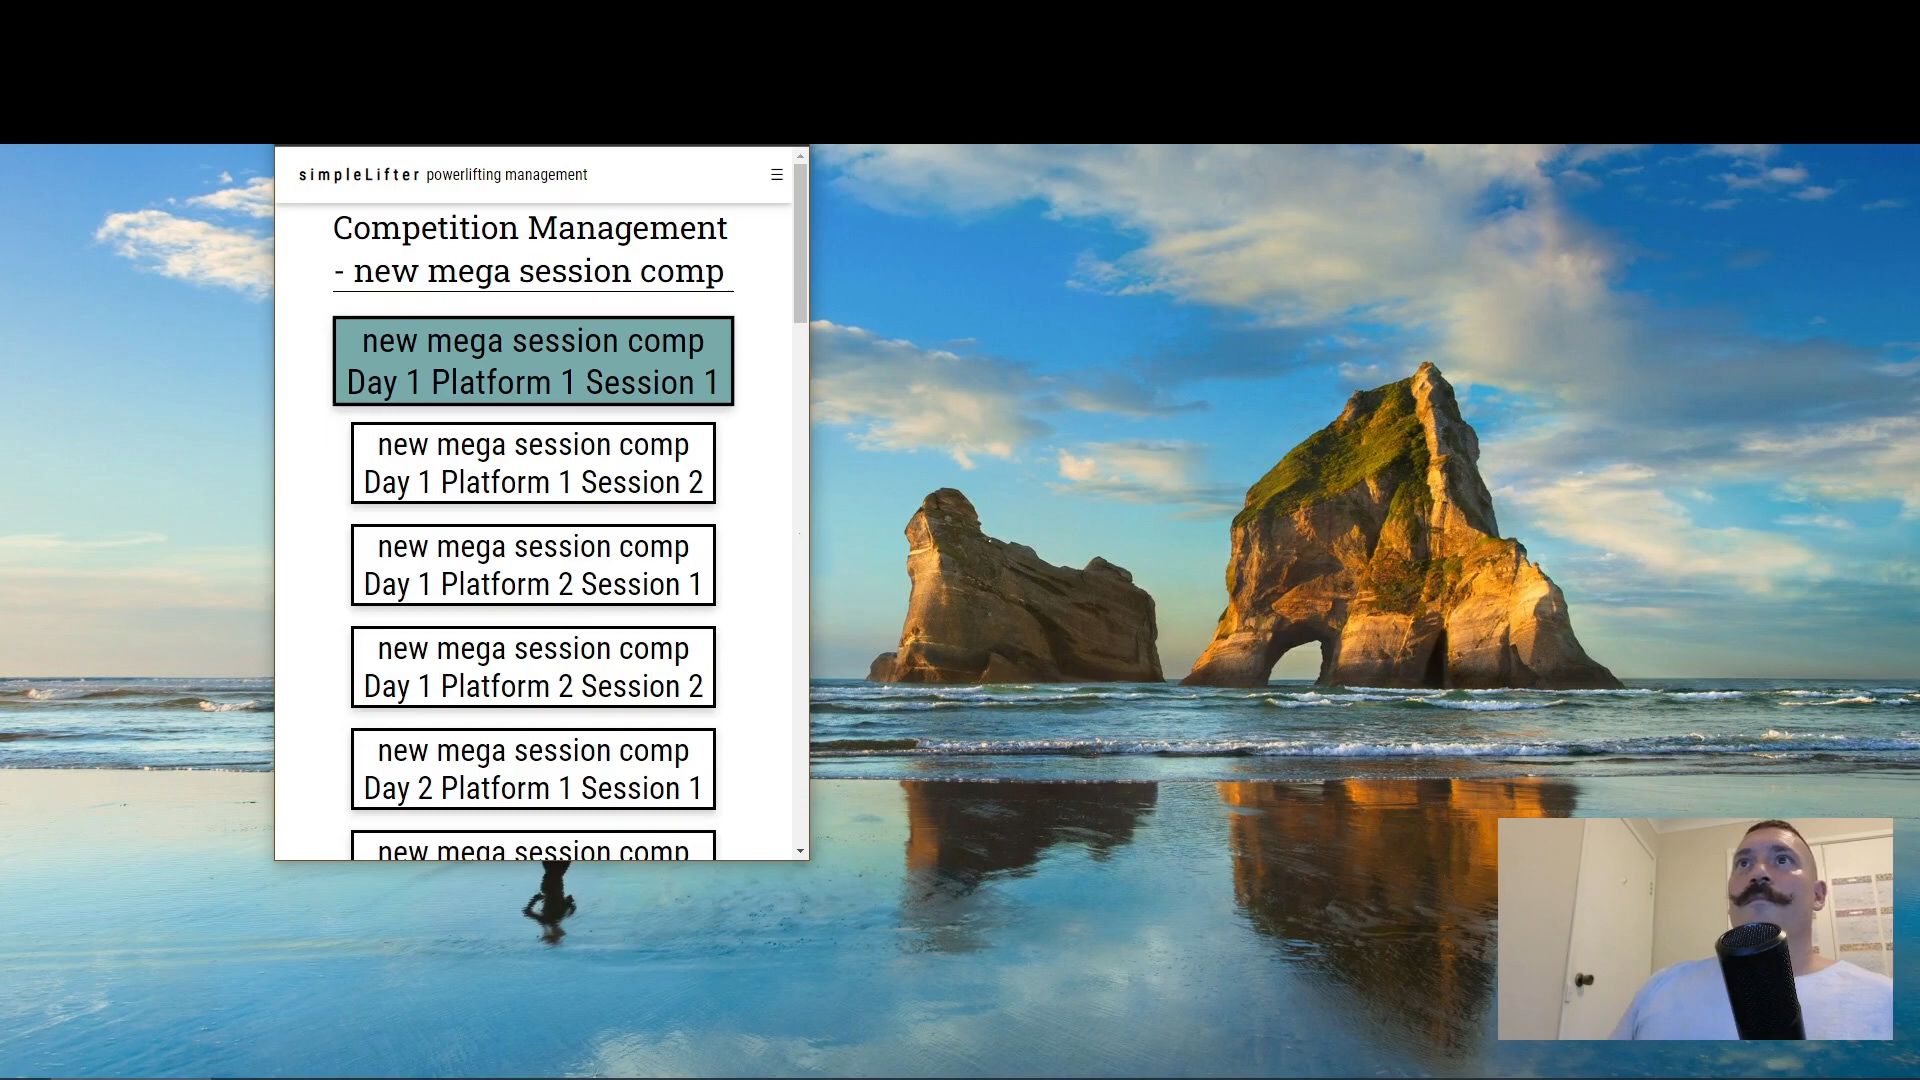 simpleLifter powerlifting management
Competition Management
- new mega session comp
new mega session comp
Day 1 Platform 1 Session 1
new mega session comp
Day 1 Platform 1 Session 2
new mega session comp
Day 1 Platform 2 Session 1
new mega session comp
Day 1 Platform 2 Session 2
new mega session comp
Day 2 Platform 1 Session 1
new mega session comp